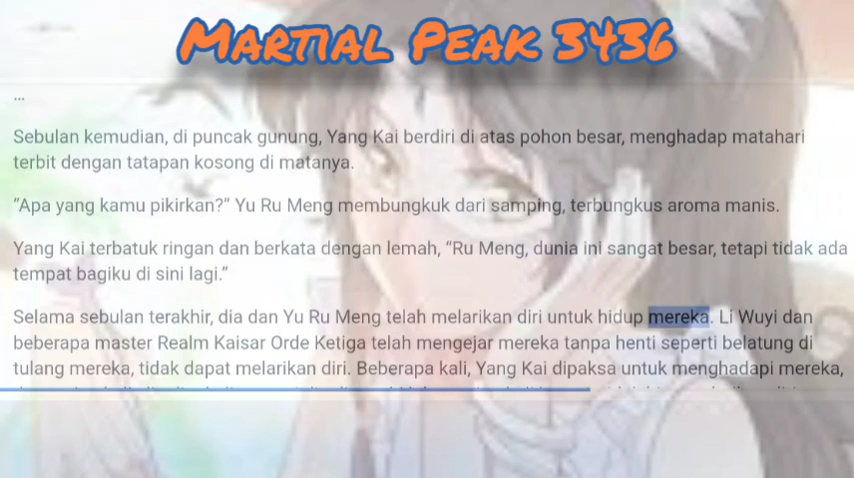 MARTIAL PEAK 3436
...
Sebulan kemudian, di puncak gunung, Yang Kai berdiri di atas pohon besar, menghadap matahari
terbit dengan tatapan kosong di matanya.
“Apa yang kamu pikirkan?” Yu Ru Meng membungkuk dari samping, terbungkus aroma manis.
Yang Kai terbatuk ringan dan berkata dengan lemah, “Ru Meng, dunia ini sangat besar, tetapi tidak ada
tempat bagiku di sini lagi.”
Selama sebulan terakhir, dia dan Yu Ru Meng telah melarikan diri untuk hidup mereka. Li Wuyi dan
beberapa master Realm Kaisar Orde Ketiga telah mengejar mereka tanpa henti seperti belatung di
tulang mereka, tidak dapat melarikan diri. Beberapa kali, Yang Kai dipaksa untuk menghadapi mereka,